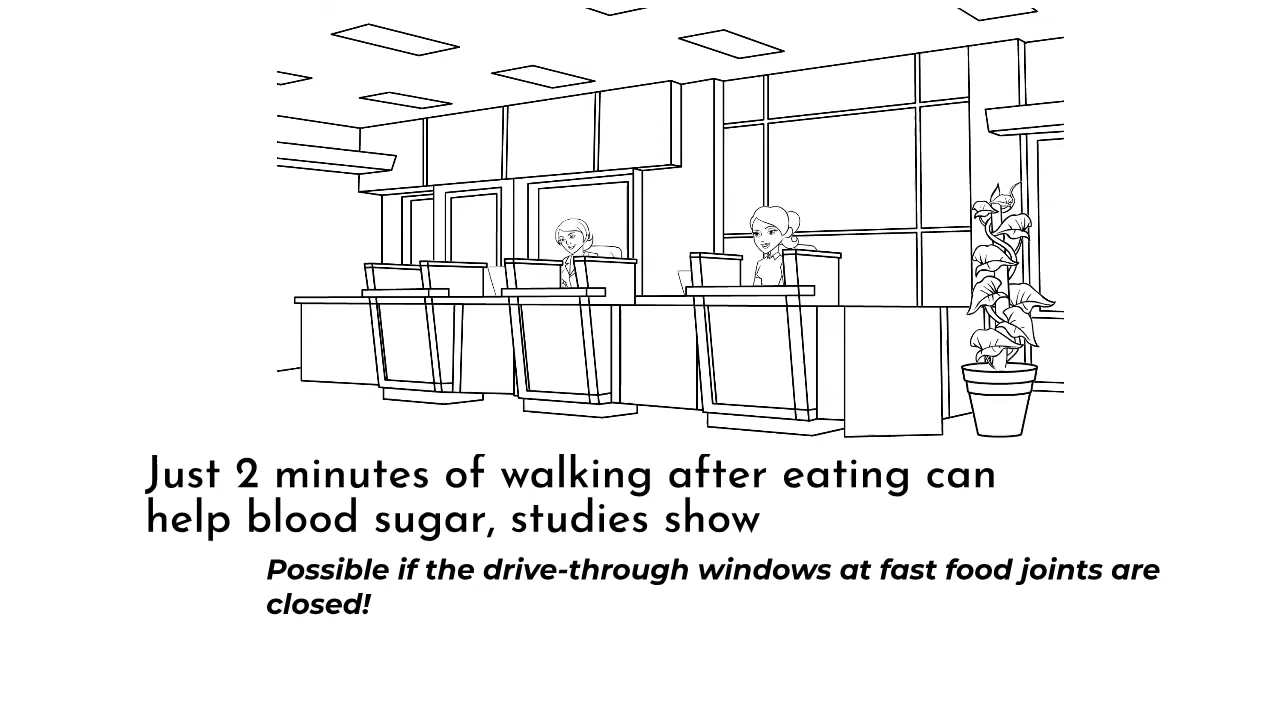 Just 2 minutes of walking after eating can
help blood sugar, studies show
Possible if the drive-through windows at fast food joints are
closed!